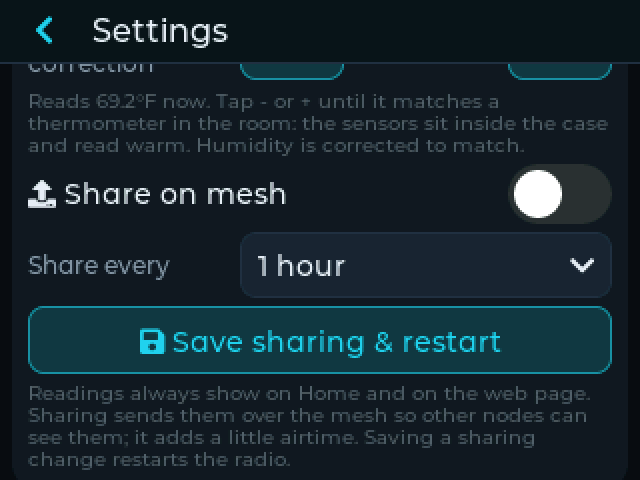 Settings
correction
Reads 69.2°F now. Tap - or + until it matches a
thermometer in the room: the sensors sit inside the case
and read warm. Humidity is corrected to match.
Share on mesh
Share every
1 hour
Save sharing & restart
Readings always show on Home and on the web page.
Sharing sends them over the mesh so other nodes can
see them; it adds a little airtime. Saving a sharing
change restarts the radio.